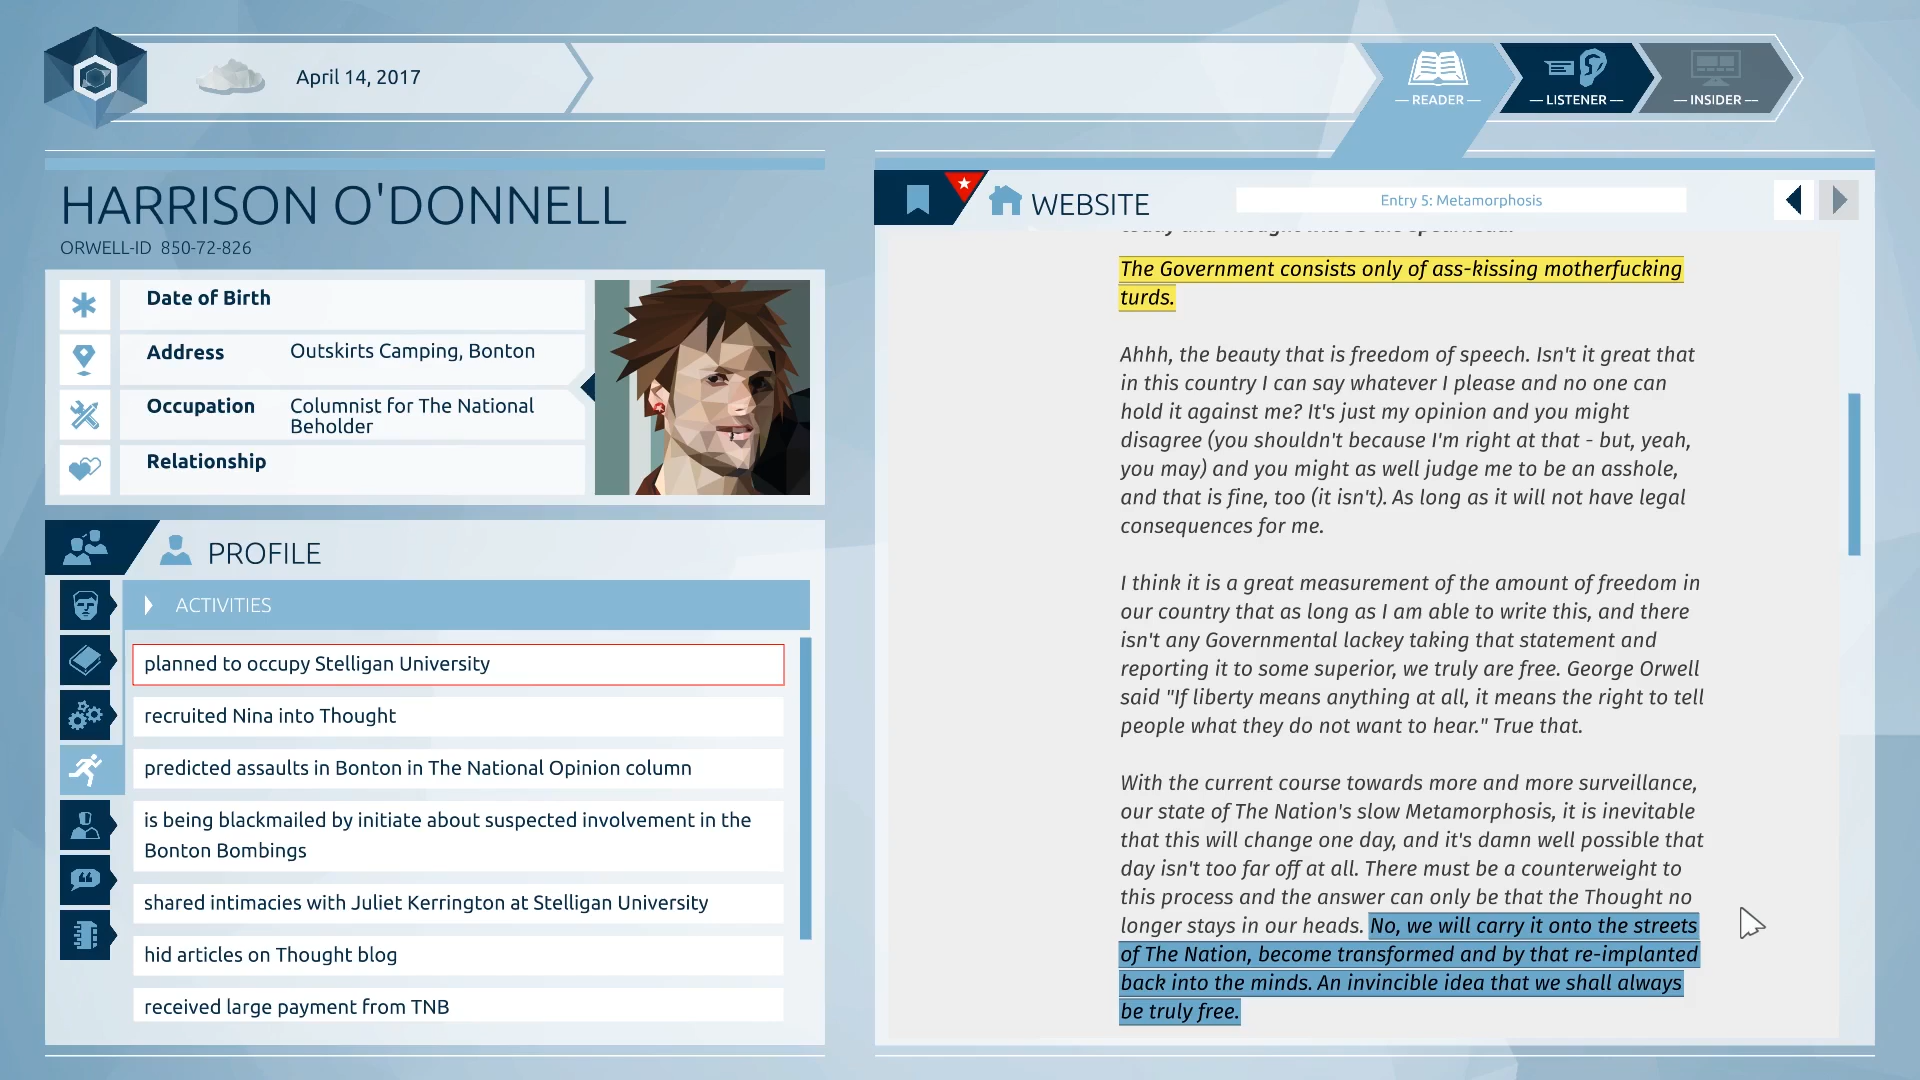 April 14, 2017
— READER —
— LISTENER —
— INSIDER —
HARRISON O'DONNELL
ORWELL-ID 850-72-826
Date of Birth
Address Outskirts Camping, Bonton
Occupation Columnist for The National
Beholder
Relationship
PROFILE
ACTIVITIES
planned to occupy Stelligan University
recruited Nina into Thought
predicted assaults in Bonton in The National Opinion column
is being blackmailed by initiate about suspected involvement in the
Bonton Bombings
shared intimacies with Juliet Kerrington at Stelligan University
hid articles on Thought blog
received large payment from TNB
WEBSITE
Entry 5: Metamorphosis
The Government consists only of ass-kissing motherfucking
turds.
Ahhh, the beauty that is freedom of speech. Isn't it great that
in this country I can say whatever I please and no one can
hold it against me? It's just my opinion and you might
disagree (you shouldn't because I'm right at that - but, yeah,
you may) and you might as well judge me to be an asshole,
and that is fine, too (it isn't). As long as it will not have legal
consequences for me.
I think it is a great measurement of the amount of freedom in
our country that as long as I am able to write this, and there
isn't any Governmental lackey taking that statement and
reporting it to some superior, we truly are free. George Orwell
said "If liberty means anything at all, it means the right to tell
people what they do not want to hear." True that.
With the current course towards more and more surveillance,
our state of The Nation's slow Metamorphosis, it is inevitable
that this will change one day, and it's damn well possible that
day isn't too far off at all. There must be a counterweight to
this process and the answer can only be that the Thought no
longer stays in our heads. No, we will carry it onto the streets
of The Nation, become transformed and by that re-implanted
back into the minds. An invincible idea that we shall always
be truly free.